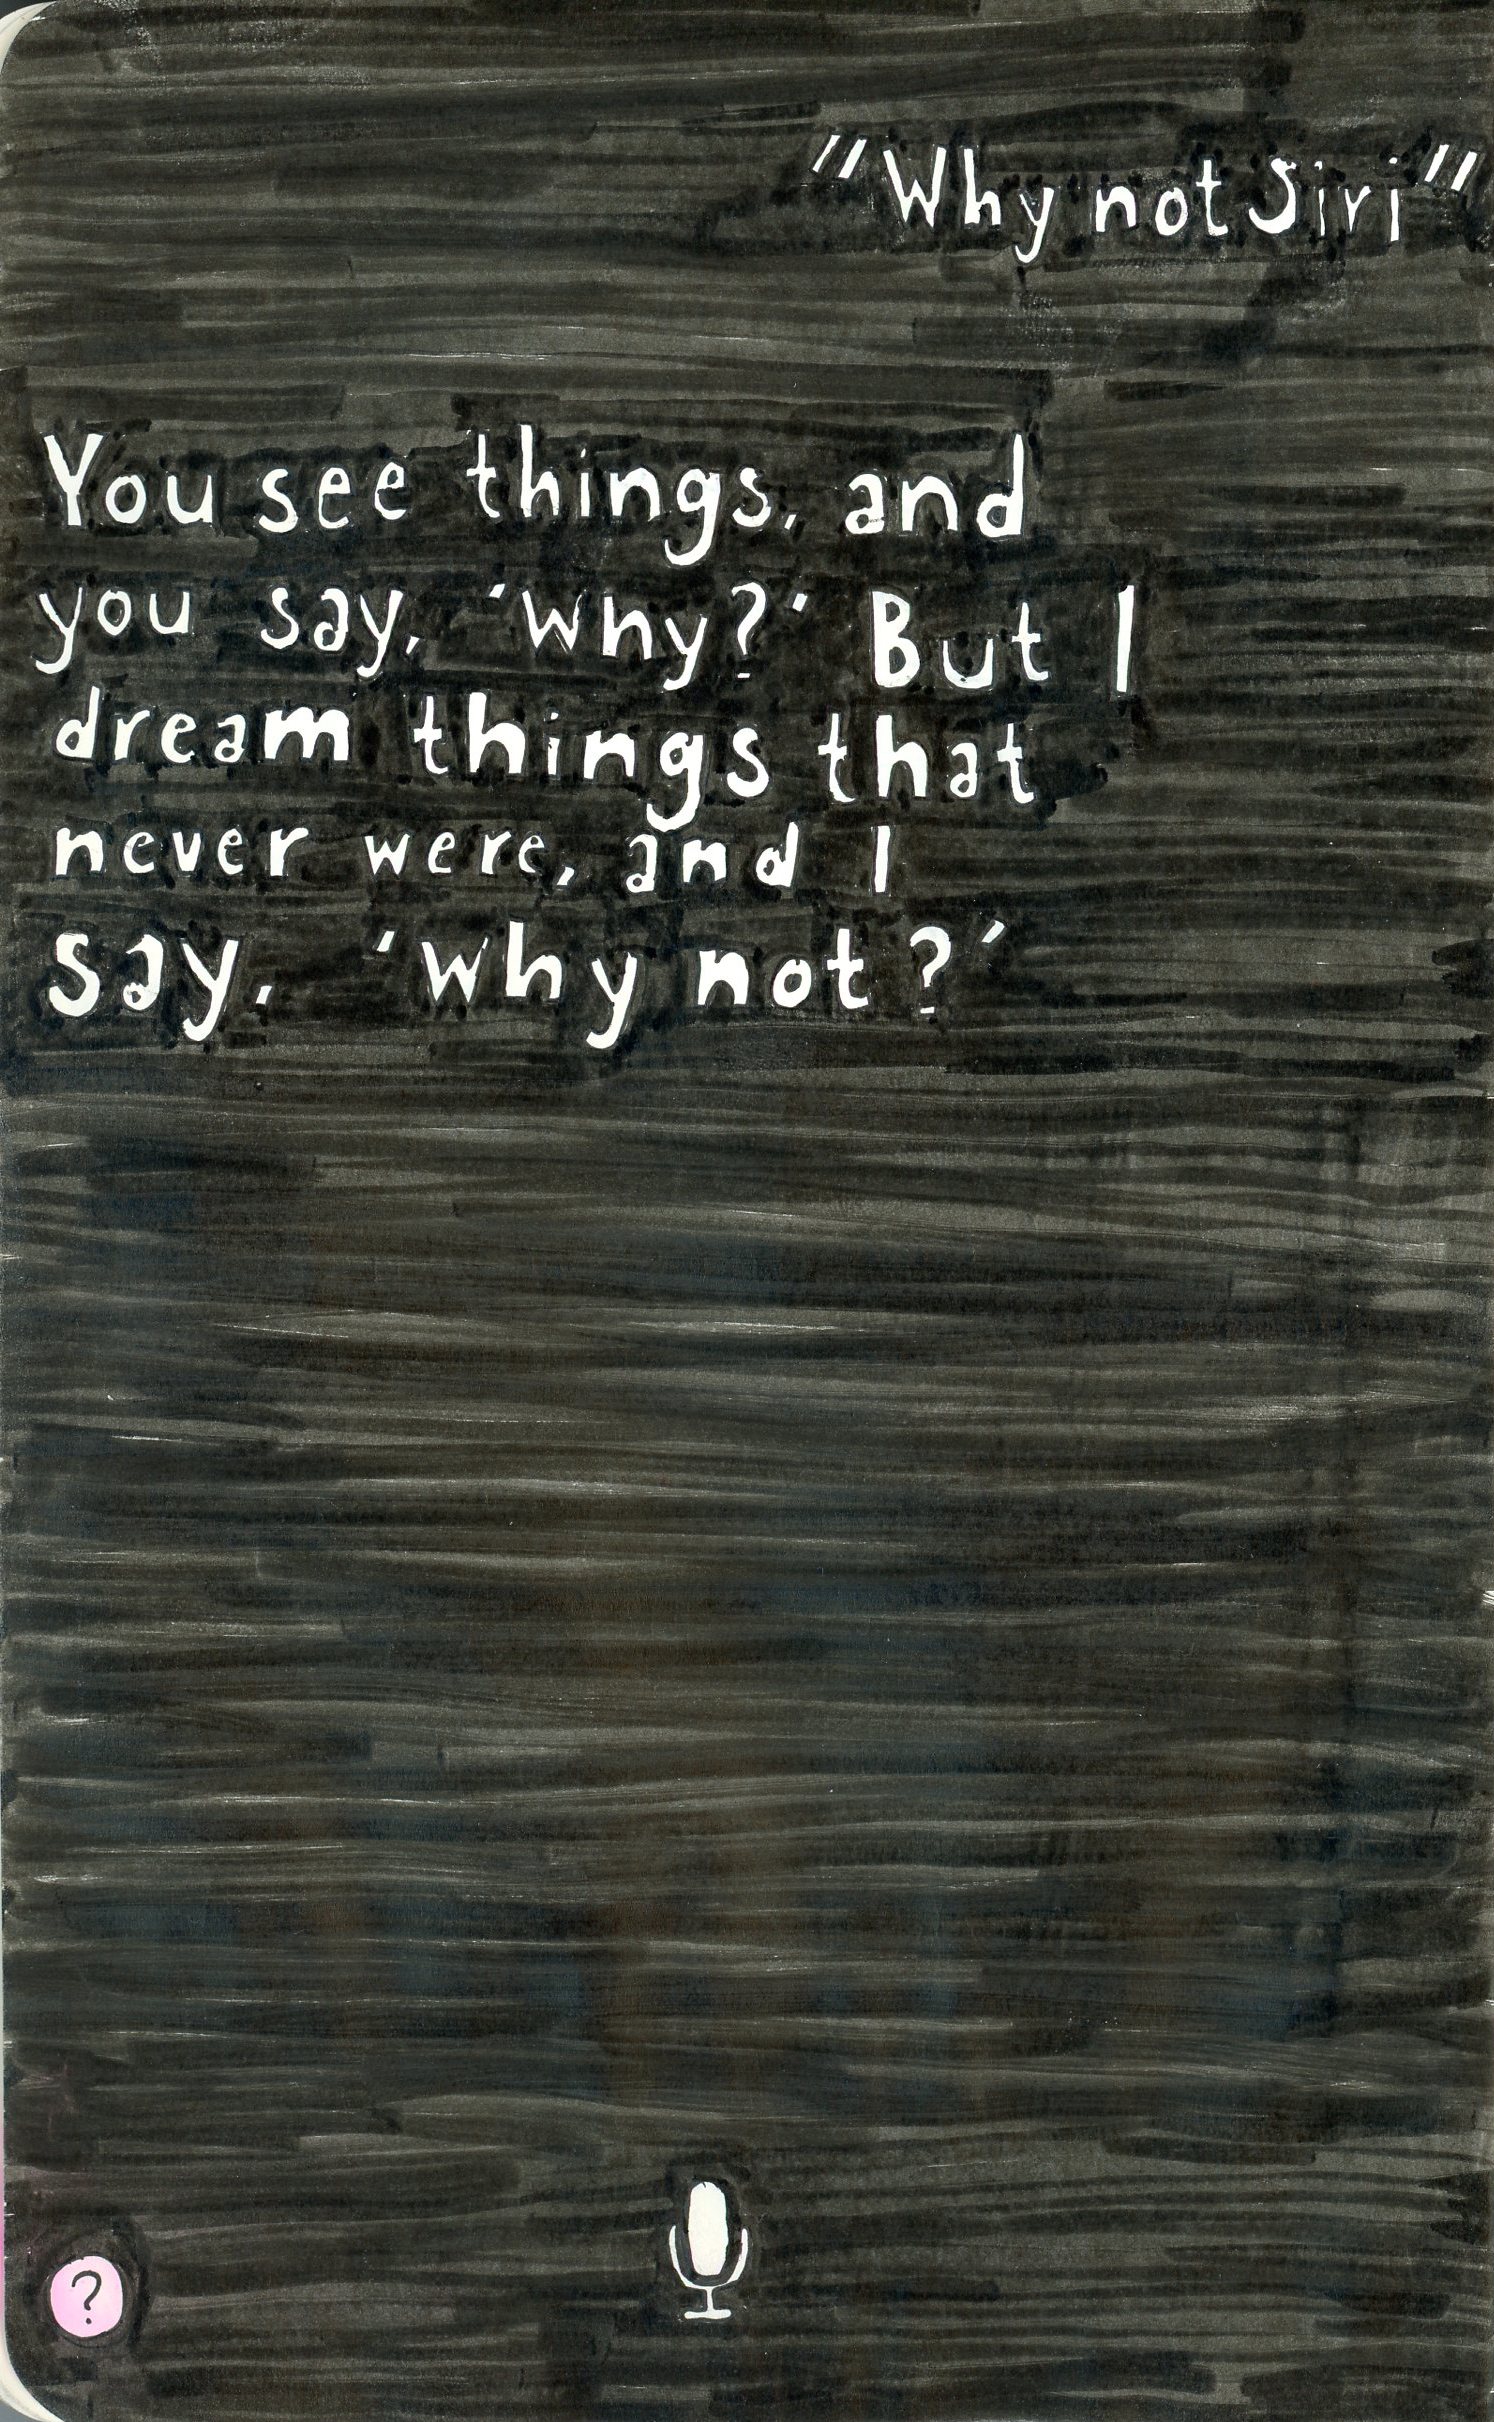 "Why not Siri"
You see things, and
you say, 'Why?' But I
dream things that
never were, and I
say, 'why not?'
?